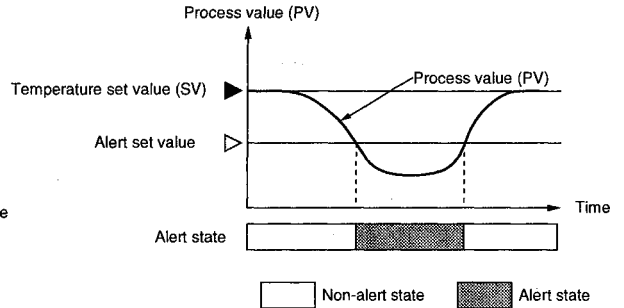 Process value (PV)
Temperature set value (SV)
Process value (PV)
Alert set value
e
Time
Alert state
Non-alert state
Alert state